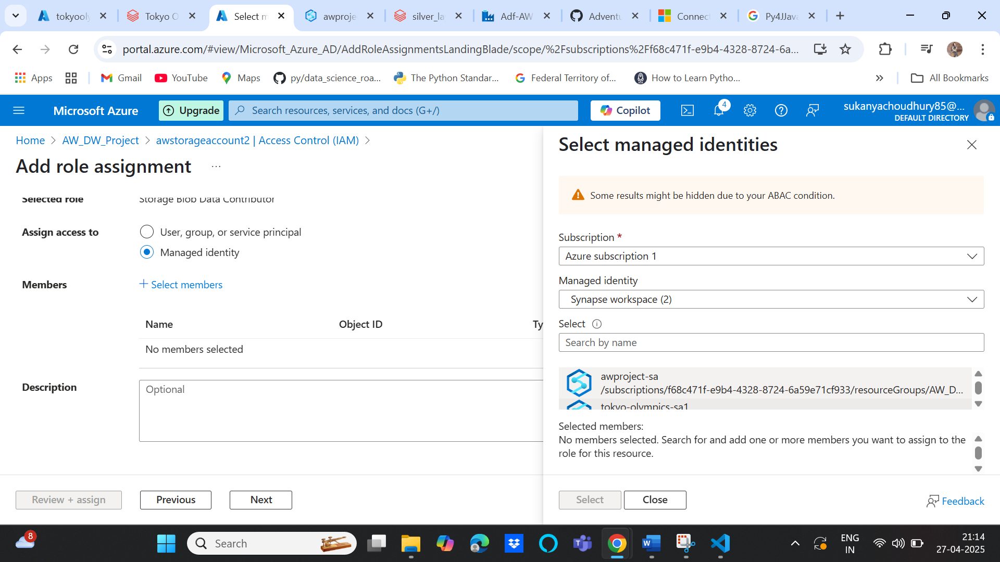 tokyooly
Tokyo O
Select m
awproje
silver_la
Adf-AW
Adventu
Connect
Py4JJava
portal.azure.com/#view/Microsoft_Azure_AD/AddRoleAssignmentsLandingBlade/scope/%2Fsubscriptions%2Ff68c471f-e9b4-4328-8724-6a...
Apps
Gmail
YouTube
Maps
py/data_science_roa...
The Python Standar...
Federal Territory of...
How to Learn Pytho...
All Bookmarks
Microsoft Azure
Upgrade
Search resources, services, and docs (G+/)
Copilot
4
sukanyachoudhury85@...
DEFAULT DIRECTORY
Home > AW_DW_Project > awstorageaccount2 | Access Control (IAM) >
Add role assignment ...
Selected role
Storage Blob Data Contributor
Assign access to
User, group, or service principal
Managed identity
Members
+ Select members
Name
Object ID
Ty
No members selected
Description
Optional
Review + assign
Previous
Next
Select managed identities
Some results might be hidden due to your ABAC condition.
Subscription *
Azure subscription 1
Managed identity
Synapse workspace (2)
Select
Search by name
awproject-sa
/subscriptions/f68c471f-e9b4-4328-8724-6a59e71cf933/resourceGroups/AW_D...
tokyo-olympics-sa1
Selected members:
No members selected. Search for and add one or more members you want to assign to the
role for this resource.
Select
Close
Feedback
8
Search
ENG
IN
21:14
27-04-2025